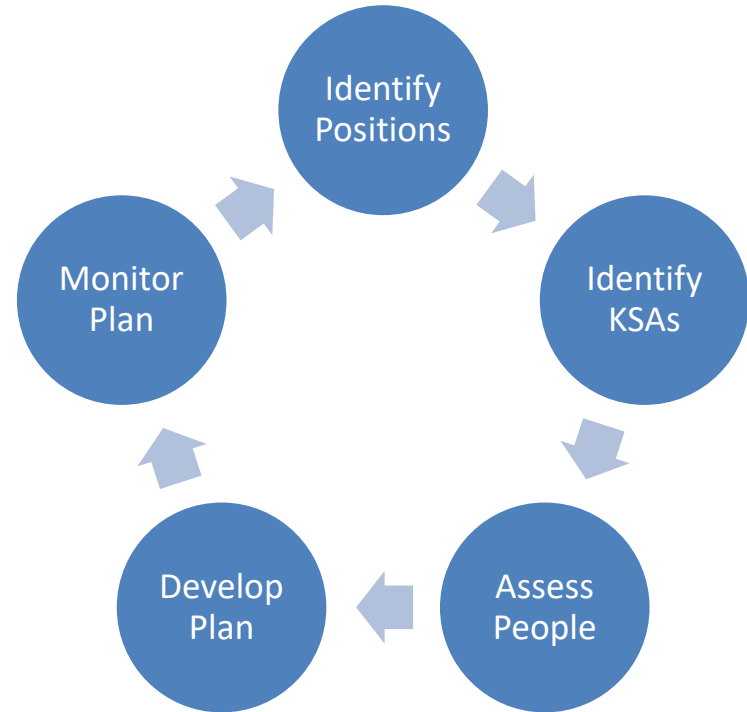 Identify
Positions
Identify
KSAs
Assess
People
Develop
Plan
Monitor
Plan